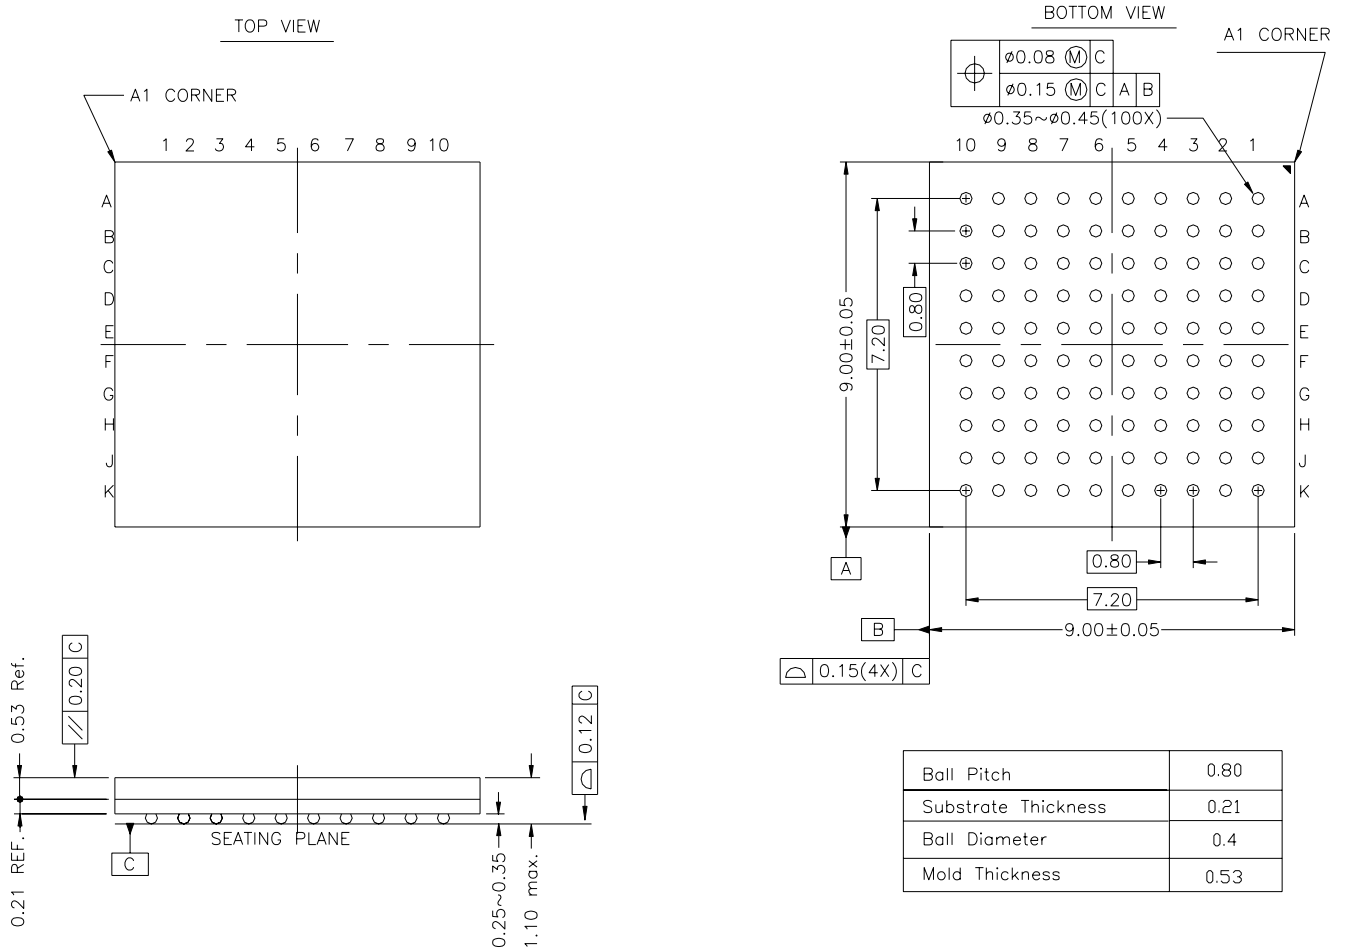 TOP VIEW
A1 CORNER
1 2 3 4 5 6 7 8 9 10
A
B
C
D
E
F
G
H
J
K
BOTTOM VIEW
A1 CORNER
ø0.08 Ⓜ C
ø0.15 Ⓜ C A B
ø0.35~ø0.45(100X)
10 9 8 7 6 5 4 3 2 1
A
B
C
D
E
F
G
H
J
K
0.80
7.20
9.00±0.05
A
0.80
7.20
B
9.00±0.05
0.15(4X) C
0.53 Ref.
// 0.20 C
0.21 REF.
C
SEATING PLANE
0.12 C
0.25~0.35
1.10 max.
Ball Pitch 0.80
Substrate Thickness 0.21
Ball Diameter 0.4
Mold Thickness 0.53